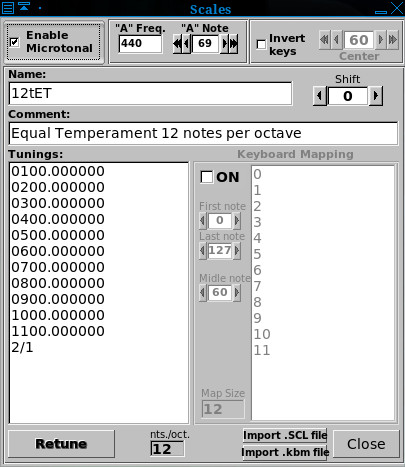 Scales
Enable
Microtonal
"A" Freq.
440
"A" Note
69
Invert
keys
60
Center
Name:
12tET
Shift
0
Comment:
Equal Temperament 12 notes per octave
Tunings:
0100.000000
0200.000000
0300.000000
0400.000000
0500.000000
0600.000000
0700.000000
0800.000000
0900.000000
1000.000000
1100.000000
2/1
Keyboard Mapping
ON
First note
0
Last note
127
Midle note
60
Map Size
12
0
1
2
3
4
5
6
7
8
9
10
11
Retune
nts./oct.
12
Import .SCL file
Import .kbm file
Close